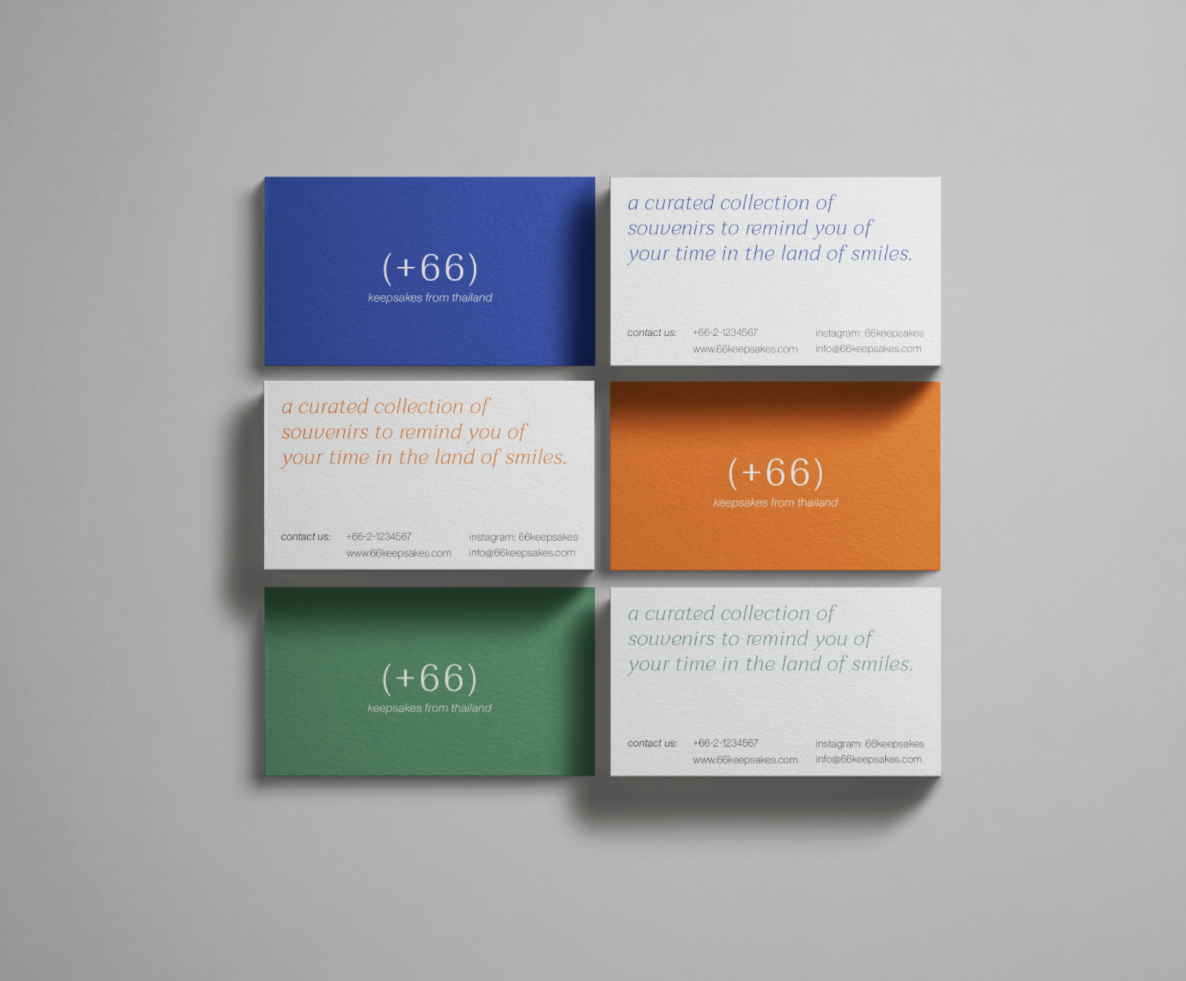 (+66)
keepsakes from thailand
a curated collection of
souvenirs to remind you of
your time in the land of smiles.
contact us: +66-2-1234567 instagram: 66keepsakes
www.66keepsakes.com info@66keepsakes.com
a curated collection of
souvenirs to remind you of
your time in the land of smiles.
contact us: +66-2-1234567 instagram: 66keepsakes
www.66keepsakes.com info@66keepsakes.com
(+66)
keepsakes from thailand
(+66)
keepsakes from thailand
a curated collection of
souvenirs to remind you of
your time in the land of smiles.
contact us: +66-2-1234567 instagram: 66keepsakes
www.66keepsakes.com info@66keepsakes.com